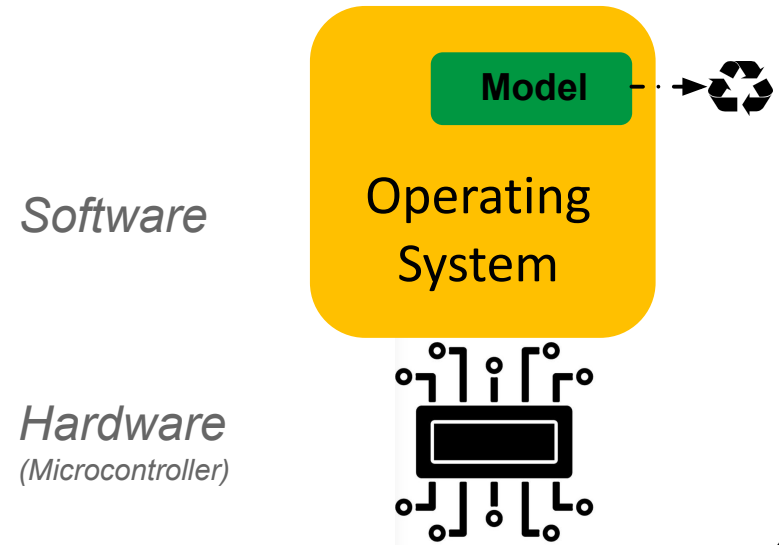 Model
Software
Operating
System
Hardware
(Microcontroller)